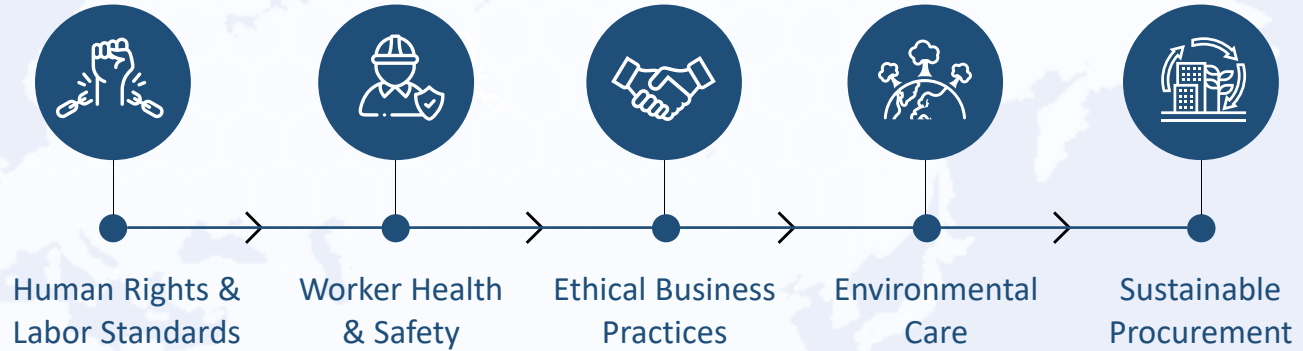 Human Rights &
Labor Standards
Worker Health
& Safety
Ethical Business
Practices
Environmental
Care
Sustainable
Procurement